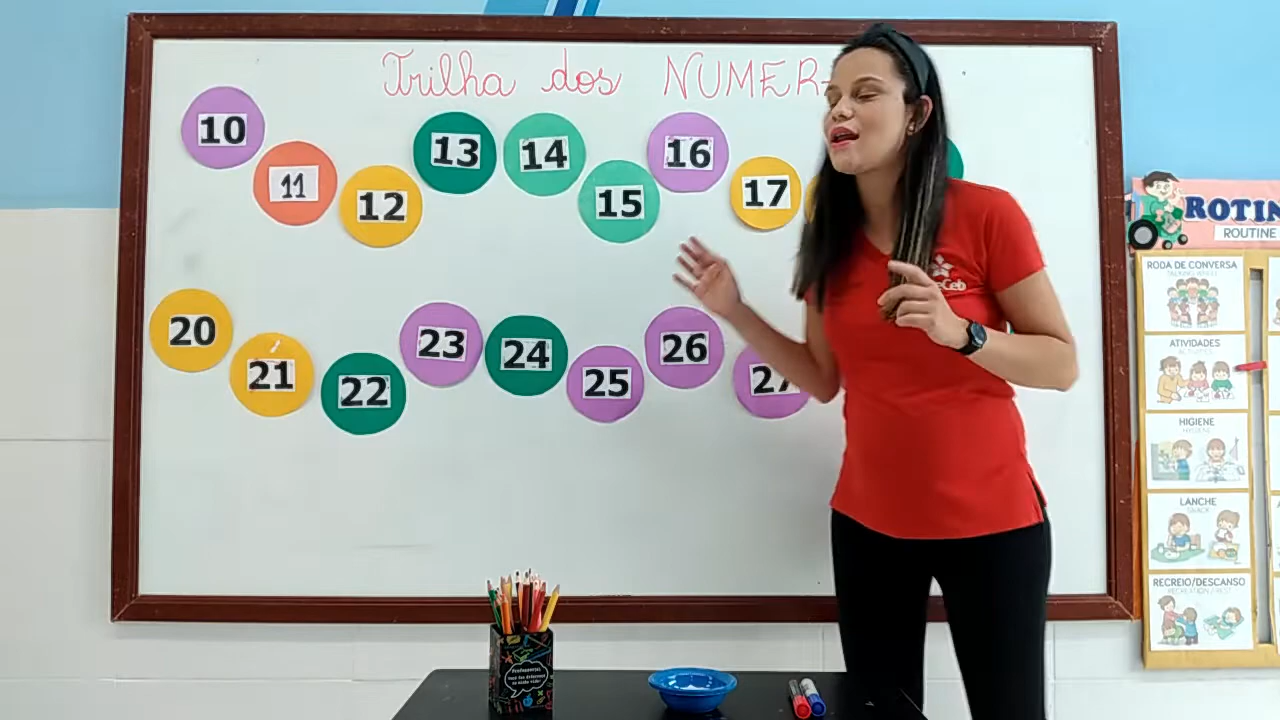 Trilha dos NUMER
10 11 12 13 14 15 16 17
20 21 22 23 24 25 26 27
ROTIN
ROUTINE
RODA DE CONVERSA
ATIVIDADES
HIGIENE
LANCHE
SNACK
RECREIO/DESCANSO
RECREATION / REST